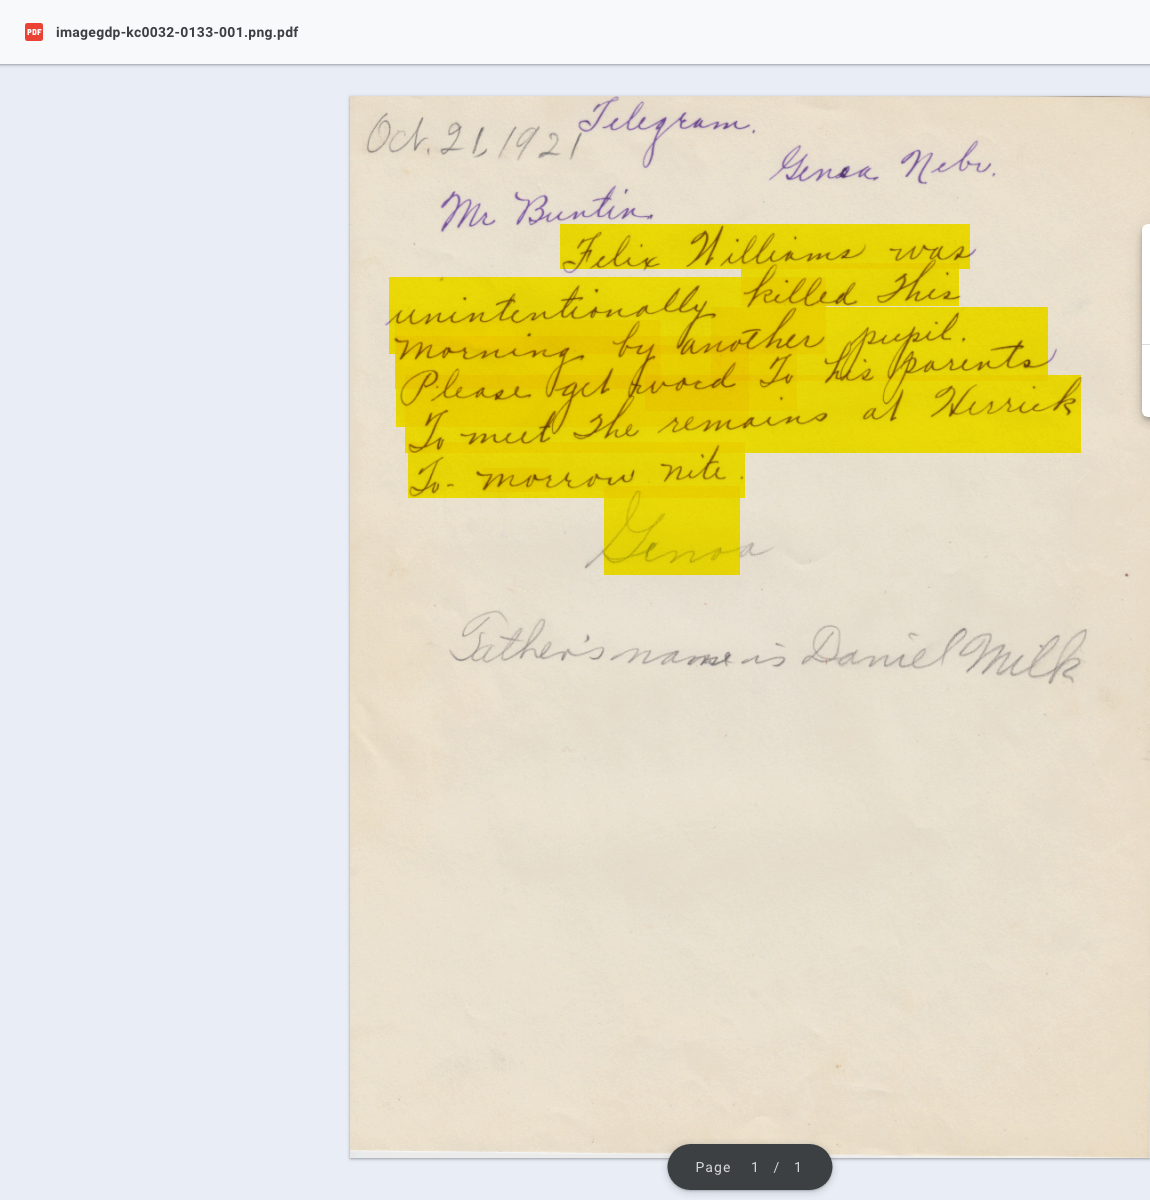 PDF imagegdp-kc0032-0133-001.png.pdf
Oct. 21, 1921 Telegram.
Genoa Nebr.
Mr Buntin
Felix Williams was
unintentionally killed This
morning by another pupil.
Please get word To his parents
To meet The remains at Herrick
To-morrow nite.
Genoa
Father's name is Daniel Milk
Page 1 / 1